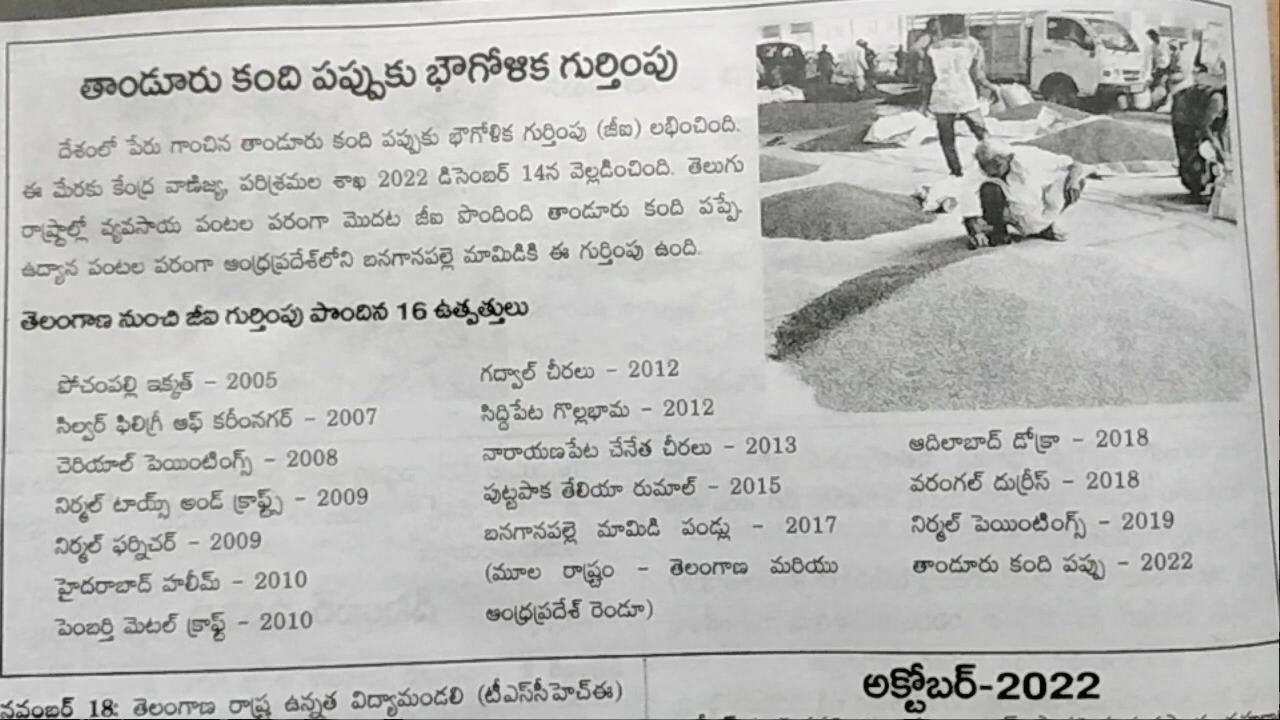 తాండూరు కంది పప్పుకు భౌగోళిక గుర్తింపు
దేశంలో పేరు గాంచిన తాండూరు కంది పప్పుకు భౌగోళిక గుర్తింపు (జీఐ) లభించింది.
ఈ మేరకు కేంద్ర వాణిజ్య, పరిశ్రమల శాఖ 2022 డిసెంబర్ 14న వెల్లడించింది. తెలుగు
రాష్ట్రాల్లో వ్యవసాయ పంటల పరంగా మొదట జీఐ పొందింది తాండూరు కంది పప్పే.
ఉద్యాన పంటల పరంగా ఆంధ్రప్రదేశ్‌లోని బనగానపల్లె మామిడికి ఈ గుర్తింపు ఉంది.
తెలంగాణ నుంచి జీఐ గుర్తింపు పొందిన 16 ఉత్పత్తులు
పోచంపల్లి ఇక్కత్ - 2005
సిల్వర్ ఫిలిగ్రీ ఆఫ్ కరీంనగర్ - 2007
చెరియాల్ పెయింటింగ్స్ - 2008
నిర్మల్ టాయ్స్ అండ్ క్రాఫ్ట్స్ - 2009
నిర్మల్ ఫర్నిచర్ - 2009
హైదరాబాద్ హలీమ్ - 2010
పెంబర్తి మెటల్ క్రాఫ్ట్ - 2010
గద్వాల్ చీరలు - 2012
సిద్దిపేట గొల్లభామ - 2012
నారాయణపేట చేనేత చీరలు - 2013
పుట్టపాక తేలియా రుమాల్ - 2015
బనగానపల్లె మామిడి పండ్లు - 2017
(మూల రాష్ట్రం - తెలంగాణ మరియు
ఆంధ్రప్రదేశ్ రెండూ)
ఆదిలాబాద్ డోక్రా - 2018
వరంగల్ దుర్రీస్ - 2018
నిర్మల్ పెయింటింగ్స్ - 2019
తాండూరు కంది పప్పు - 2022
నవంబర్ 18: తెలంగాణ రాష్ట్ర ఉన్నత విద్యామండలి (టీఎస్‌సీహెచ్ఈ)
అక్టోబర్-2022